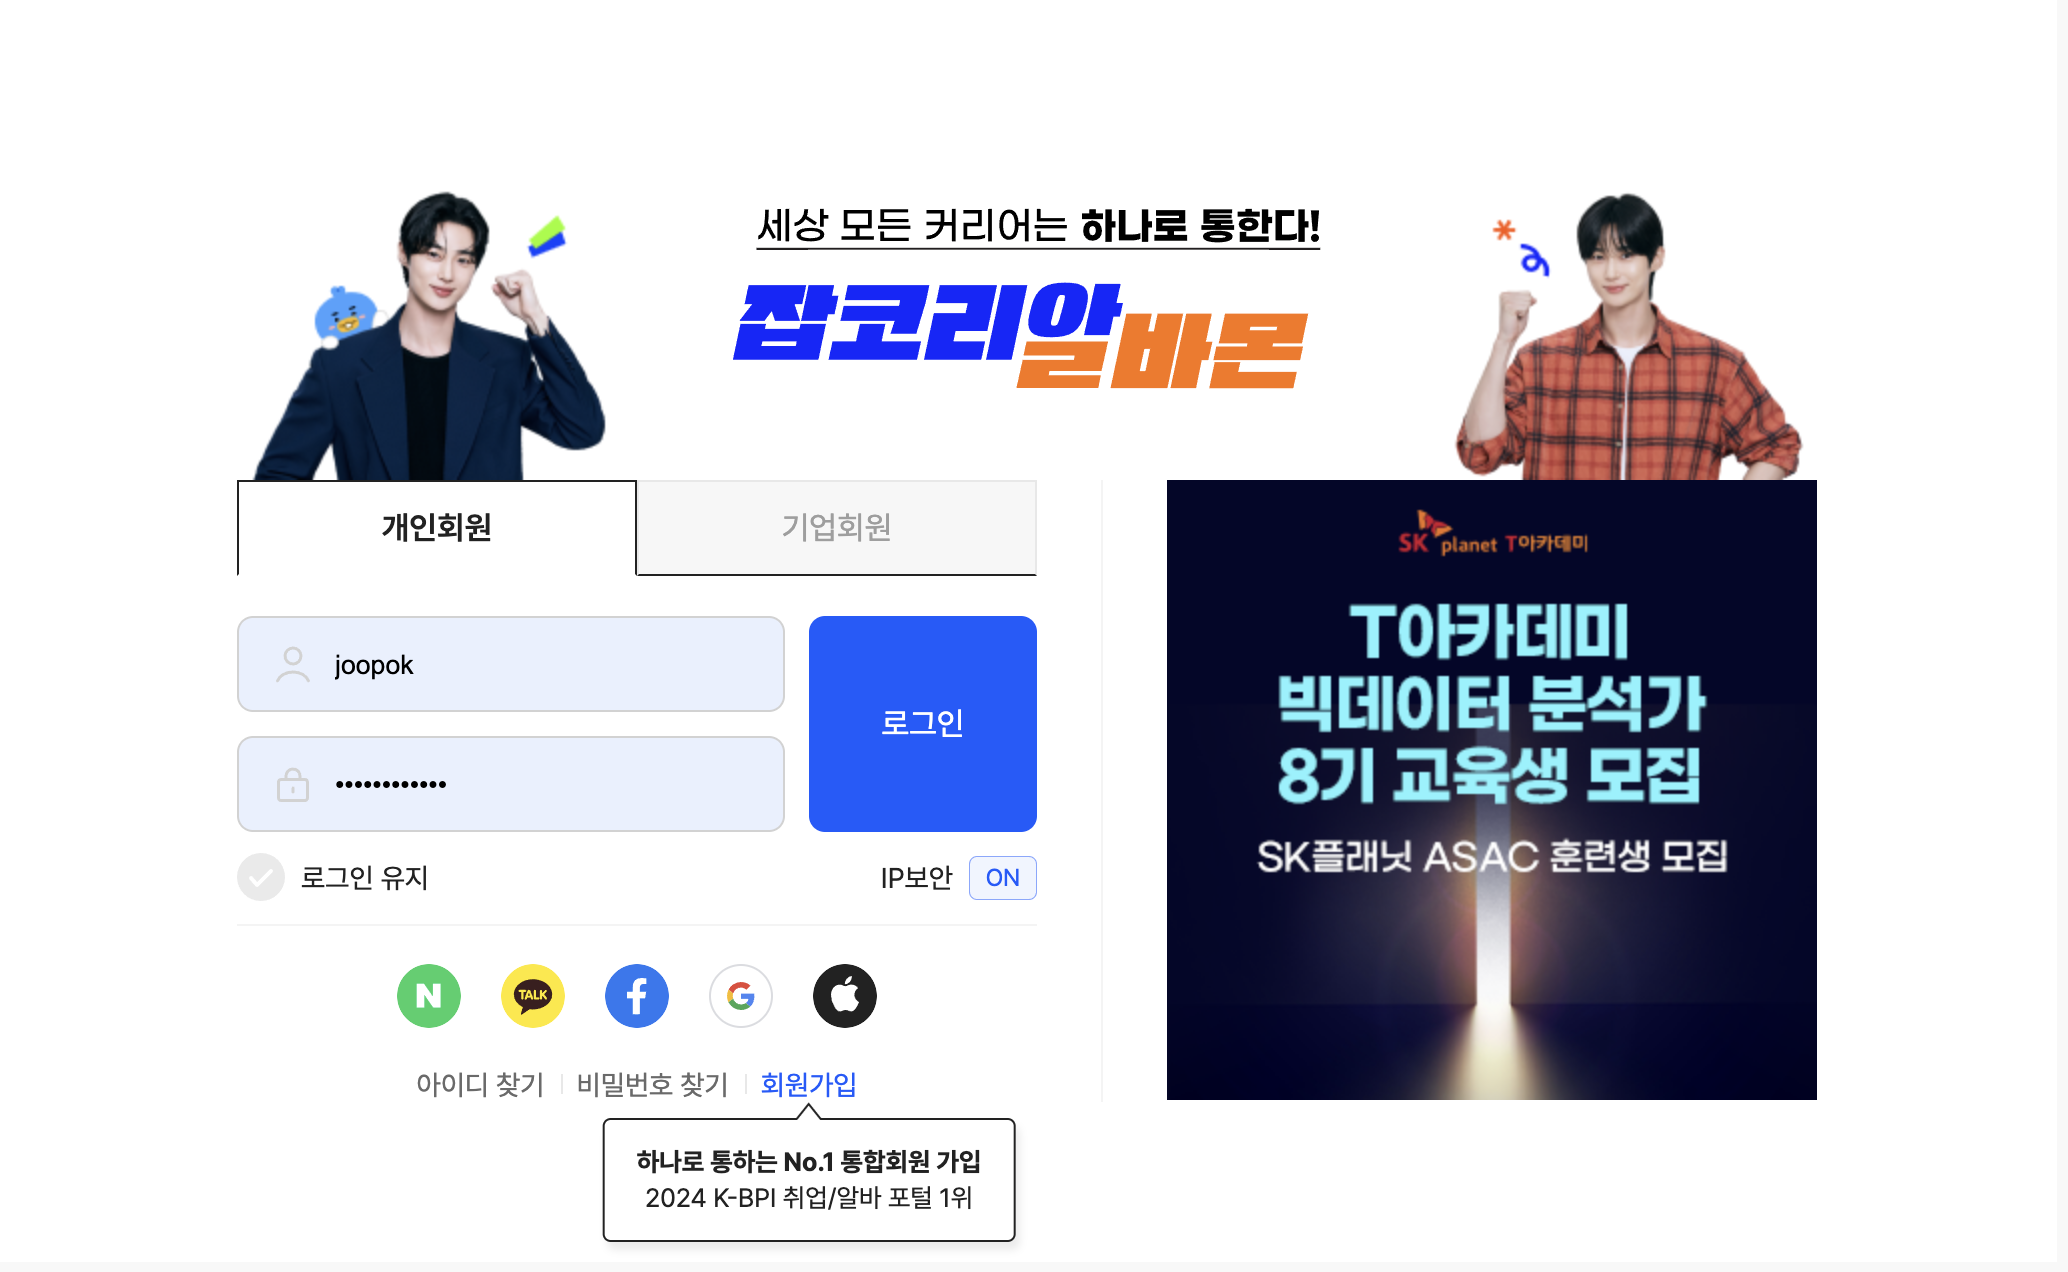 세상 모든 커리어는 하나로 통한다!
잡코리알바몬
개인회원
기업회원
joopok
••••••••••••
로그인
로그인 유지
IP보안 ON
N
TALK
f
G
아이디 찾기
비밀번호 찾기
회원가입
하나로 통하는 No.1 통합회원 가입
2024 K-BPI 취업/알바 포털 1위
SK planet T아카데미
T아카데미
빅데이터 분석가
8기 교육생 모집
SK플래닛 ASAC 훈련생 모집